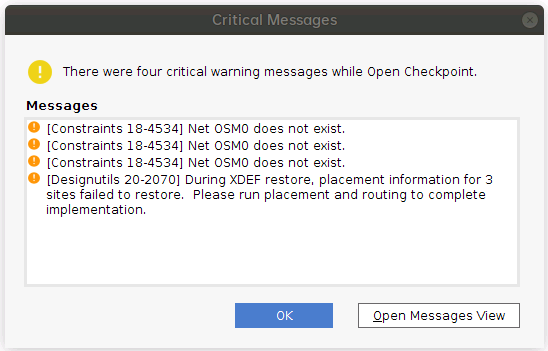 Critical Messages
There were four critical warning messages while Open Checkpoint.
Messages
[Constraints 18-4534] Net OSM0 does not exist.
[Constraints 18-4534] Net OSM0 does not exist.
[Constraints 18-4534] Net OSM0 does not exist.
[Designutils 20-2070] During XDEF restore, placement information for 3
sites failed to restore.  Please run placement and routing to complete
implementation.
OK
Open Messages View